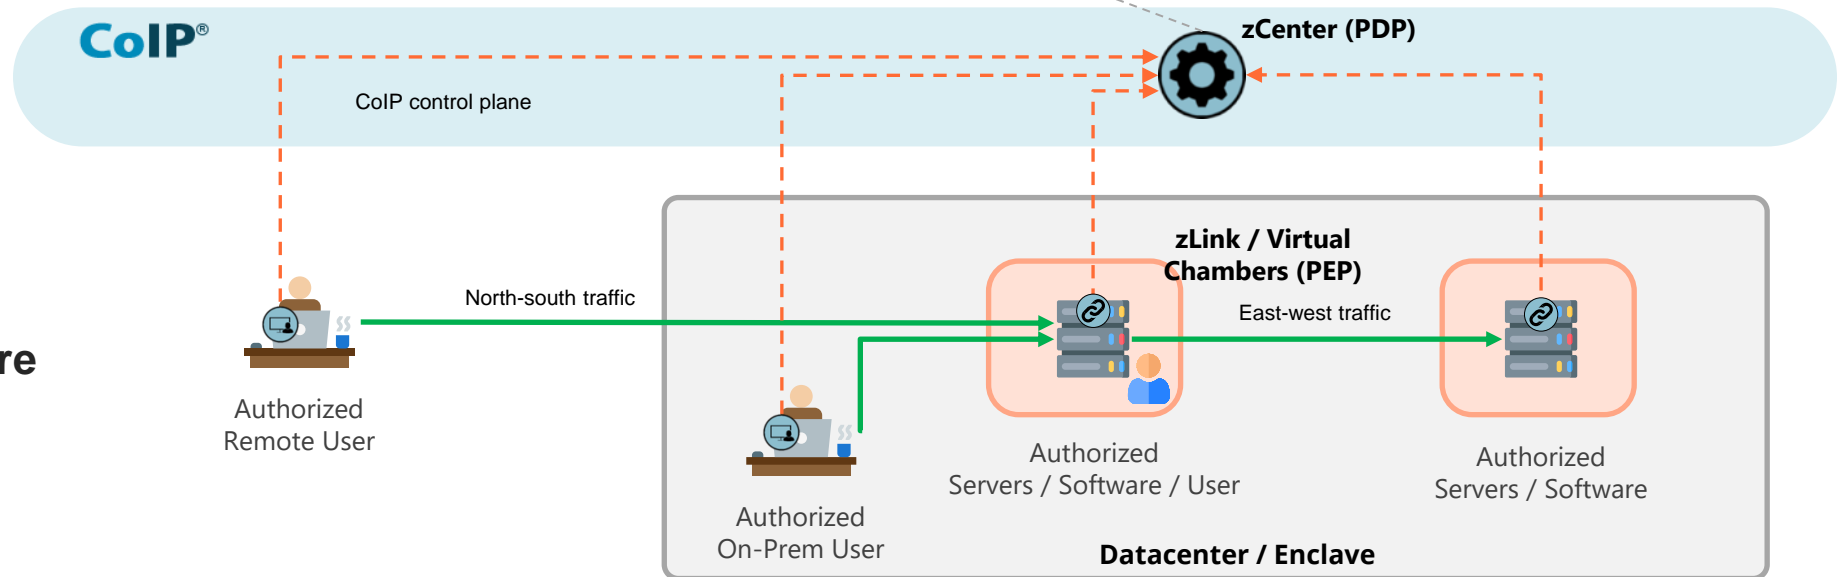 CoIP®
zCenter (PDP)
CoIP control plane
zLink / Virtual
Chambers (PEP)
North-south traffic
East-west traffic
re
Authorized
Remote User
Authorized
Servers / Software / User
Authorized
Servers / Software
Authorized
On-Prem User
Datacenter / Enclave